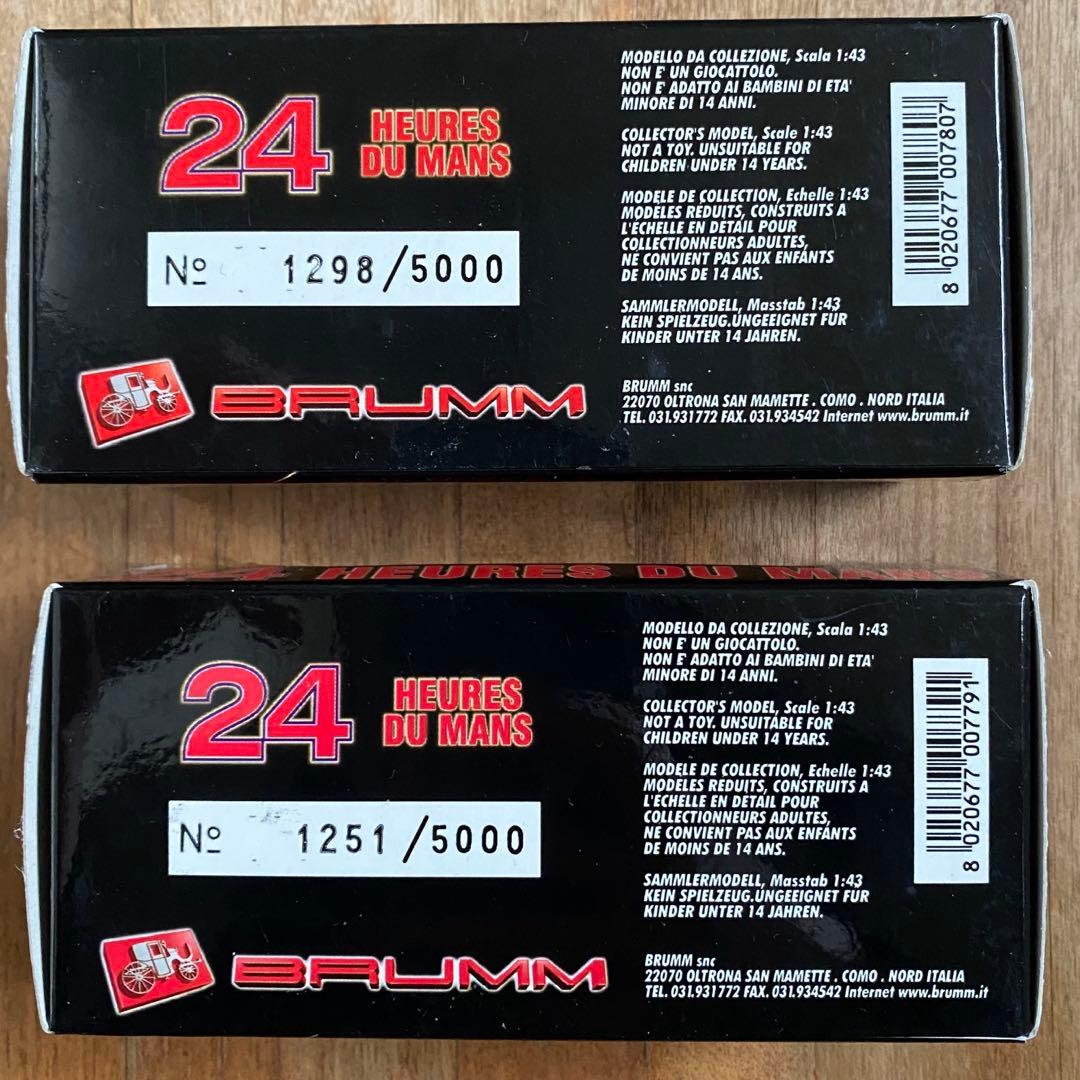 24 HEURES
DU MANS
Nº 1298/5000
BRUMM
MODELLO DA COLLEZIONE, Scala 1:43
NON E' UN GIOCATTOLO.
NON E' ADATTO AI BAMBINI DI ETA'
MINORE DI 14 ANNI.
COLLECTOR'S MODEL, Scale 1:43
NOT A TOY. UNSUITABLE FOR
CHILDREN UNDER 14 YEARS.
MODELE DE COLLECTION, Echelle 1:43
MODELES REDUITS, CONSTRUITS A
L'ECHELLE EN DETAIL POUR
COLLECTIONNEURS ADULTES,
NE CONVIENT PAS AUX ENFANTS
DE MOINS DE 14 ANS.
SAMMLERMODELL, Masstab 1:43
KEIN SPIELZEUG.UNGEEIGNET FUR
KINDER UNTER 14 JAHREN.
BRUMM snc
22070 OLTRONA SAN MAMETTE . COMO . NORD ITALIA
TEL. 031.931772 FAX. 031.934542 Internet www.brumm.it
8 020677 007807
24 HEURES DU MANS
24 HEURES
DU MANS
Nº 1251/5000
BRUMM
MODELLO DA COLLEZIONE, Scala 1:43
NON E' UN GIOCATTOLO.
NON E' ADATTO AI BAMBINI DI ETA'
MINORE DI 14 ANNI.
COLLECTOR'S MODEL, Scale 1:43
NOT A TOY. UNSUITABLE FOR
CHILDREN UNDER 14 YEARS.
MODELE DE COLLECTION, Echelle 1:43
MODELES REDUITS, CONSTRUITS A
L'ECHELLE EN DETAIL POUR
COLLECTIONNEURS ADULTES,
NE CONVIENT PAS AUX ENFANTS
DE MOINS DE 14 ANS.
SAMMLERMODELL, Masstab 1:43
KEIN SPIELZEUG.UNGEEIGNET FUR
KINDER UNTER 14 JAHREN.
BRUMM snc
22070 OLTRONA SAN MAMETTE . COMO . NORD ITALIA
TEL. 031.931772 FAX. 031.934542 Internet www.brumm.it
8 020677 007791